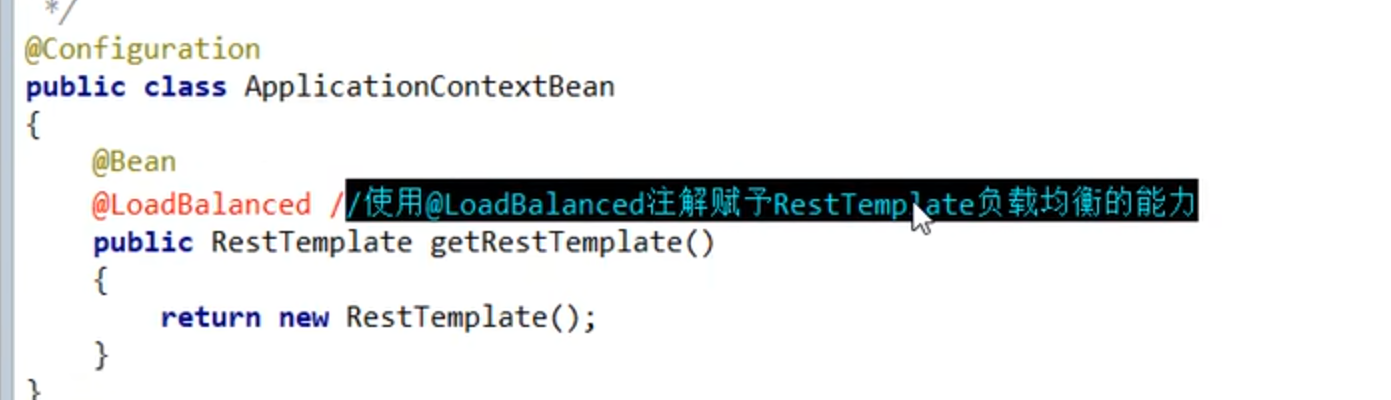 */
@Configuration
public class ApplicationContextBean
{
@Bean
@LoadBalanced //使用@LoadBalanced注解赋予RestTemplate负载均衡的能力
public RestTemplate getRestTemplate()
{
return new RestTemplate();
}
}